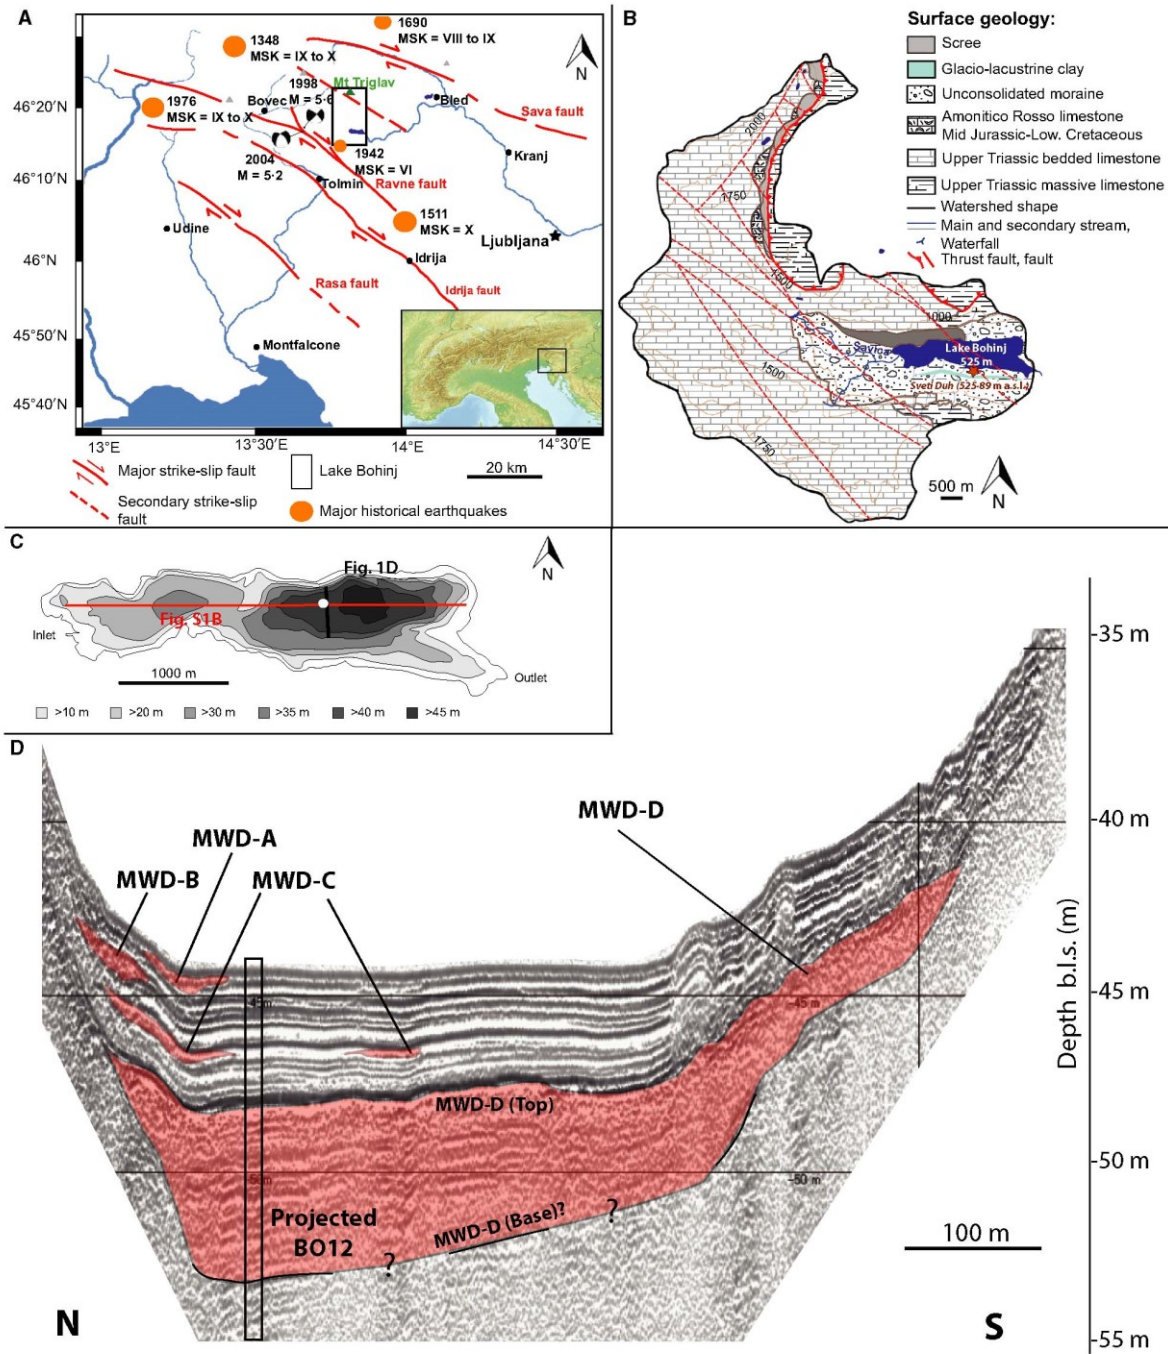 A
1690
MSK = VIII to IX
1348
MSK = IX to X
N
Mt Triglav
1998
M = 5·6
Bovec
Bled
46°20'N
1976
MSK = IX to X
Sava fault
1942
MSK = VI
Kranj
2004
M = 5·2
46°10'N
Tolmin
Ravne fault
1511
MSK = X
Udine
Ljubljana
46°N
Idrija
Rasa fault
Idrija fault
45°50'N
Montfalcone
45°40'N
13°E
13°30'E
14°E
14°30'E
Major strike-slip fault
Lake Bohinj
20 km
Secondary strike-slip
fault
Major historical earthquakes
B
Surface geology:
Scree
Glacio-lacustrine clay
Unconsolidated moraine
Amonitico Rosso limestone
Mid Jurassic-Low. Cretaceous
Upper Triassic bedded limestone
Upper Triassic massive limestone
Watershed shape
Main and secondary stream,
Waterfall
Thrust fault, fault
2000
1750
1500
1000
Savica
Lake Bohinj
525 m
Sveti Duh (525·89 m a.s.l.)
1500
1750
500 m
N
C
Fig. 1D
N
Fig. S1B
Inlet
1000 m
Outlet
>10 m
>20 m
>30 m
>35 m
>40 m
>45 m
D
-35 m
MWD-D
-40 m
MWD-A
MWD-B
MWD-C
Depth b.l.s. (m)
-45 m
-45 m
-45 m
MWD-D (Top)
-50 m
-50 m
-50 m
Projected
BO12
MWD-D (Base)?
?
?
100 m
N
S
-55 m